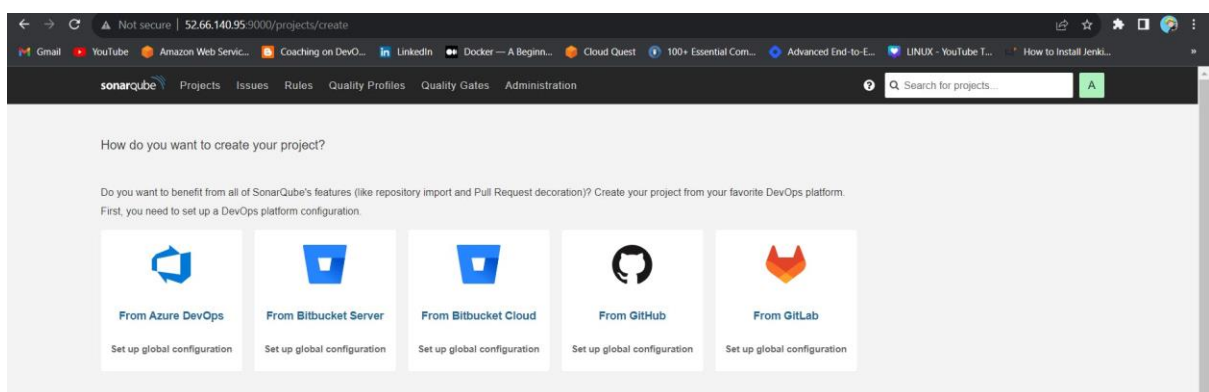 Not secure | 52.66.140.95:9000/projects/create
Gmail YouTube Amazon Web Servic... Coaching on DevO... LinkedIn Docker — A Beginn... Cloud Quest 100+ Essential Com... Advanced End-to-E... LINUX - YouTube T... How to Install Jenki... »
sonarqube Projects Issues Rules Quality Profiles Quality Gates Administration Search for projects... A
How do you want to create your project?
Do you want to benefit from all of SonarQube's features (like repository import and Pull Request decoration)? Create your project from your favorite DevOps platform.
First, you need to set up a DevOps platform configuration.
From Azure DevOps From Bitbucket Server From Bitbucket Cloud From GitHub From GitLab
Set up global configuration Set up global configuration Set up global configuration Set up global configuration Set up global configuration